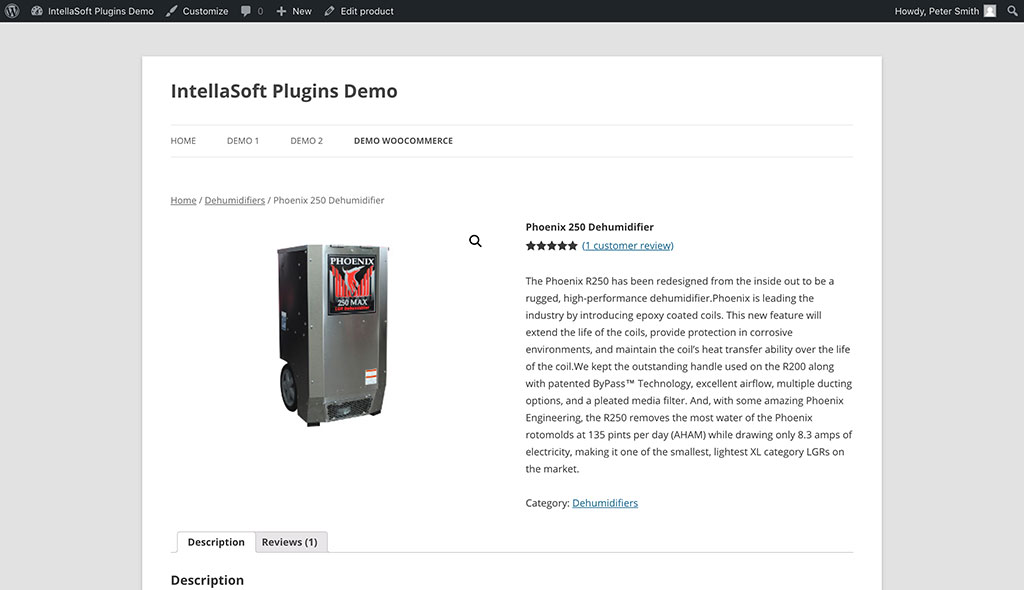 IntellaSoft Plugins Demo Customize 0 New Edit product Howdy, Peter Smith
IntellaSoft Plugins Demo
HOME DEMO 1 DEMO 2 DEMO WOOCOMMERCE
Home / Dehumidifiers / Phoenix 250 Dehumidifier
PHOENIX
250 MAX
Phoenix 250 Dehumidifier
(1 customer review)
The Phoenix R250 has been redesigned from the inside out to be a
rugged, high-performance dehumidifier.Phoenix is leading the
industry by introducing epoxy coated coils. This new feature will
extend the life of the coils, provide protection in corrosive
environments, and maintain the coil’s heat transfer ability over the life
of the coil.We kept the outstanding handle used on the R200 along
with patented ByPass™ Technology, excellent airflow, multiple ducting
options, and a pleated media filter. And, with some amazing Phoenix
Engineering, the R250 removes the most water of the Phoenix
rotomolds at 135 pints per day (AHAM) while drawing only 8.3 amps of
electricity, making it one of the smallest, lightest XL category LGRs on
the market.
Category: Dehumidifiers
Description Reviews (1)
Description